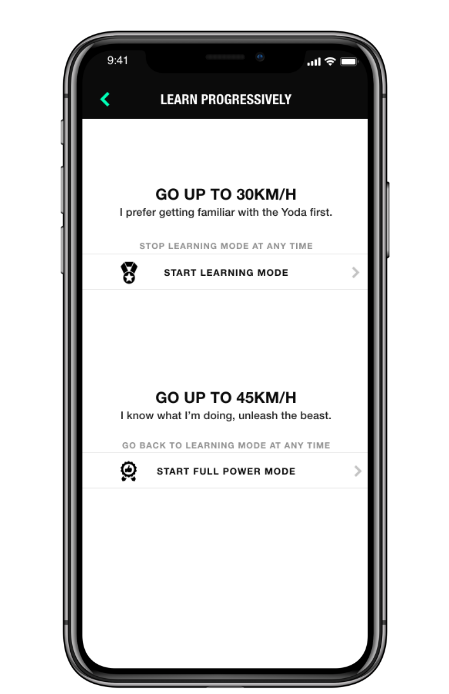 9:41
LEARN PROGRESSIVELY
GO UP TO 30KM/H
I prefer getting familiar with the Yoda first.
STOP LEARNING MODE AT ANY TIME
START LEARNING MODE
GO UP TO 45KM/H
I know what I'm doing, unleash the beast.
GO BACK TO LEARNING MODE AT ANY TIME
START FULL POWER MODE